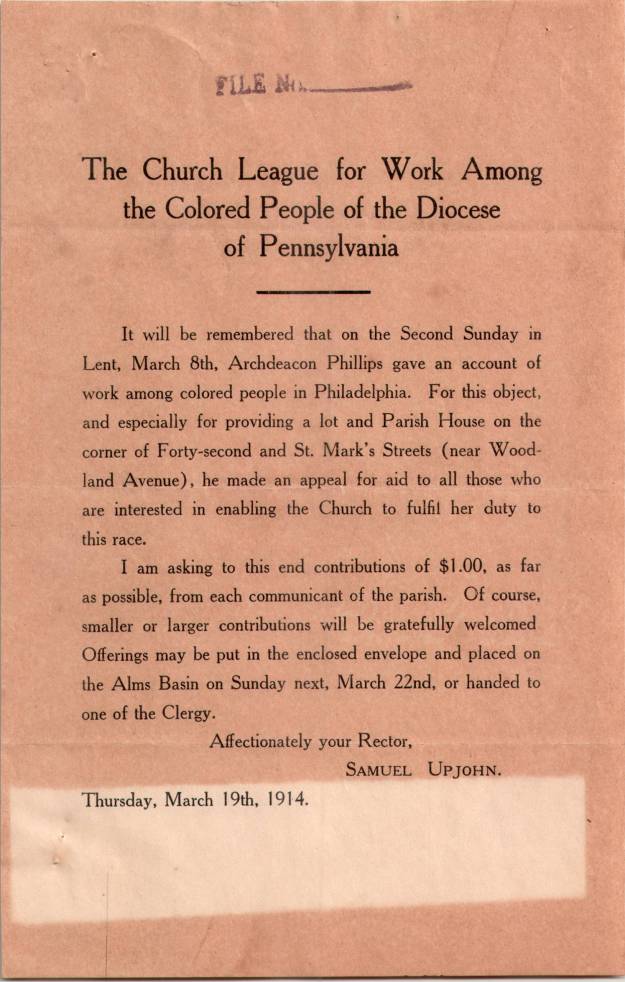 FILE No.
The Church League for Work Among
the Colored People of the Diocese
of Pennsylvania
It will be remembered that on the Second Sunday in
Lent, March 8th, Archdeacon Phillips gave an account of
work among colored people in Philadelphia. For this object,
and especially for providing a lot and Parish House on the
corner of Forty-second and St. Mark's Streets (near Wood-
land Avenue), he made an appeal for aid to all those who
are interested in enabling the Church to fulfil her duty to
this race.
I am asking to this end contributions of $1.00, as far
as possible, from each communicant of the parish. Of course,
smaller or larger contributions will be gratefully welcomed
Offerings may be put in the enclosed envelope and placed on
the Alms Basin on Sunday next, March 22nd, or handed to
one of the Clergy.
Affectionately your Rector,
SAMUEL UPJOHN.
Thursday, March 19th, 1914.